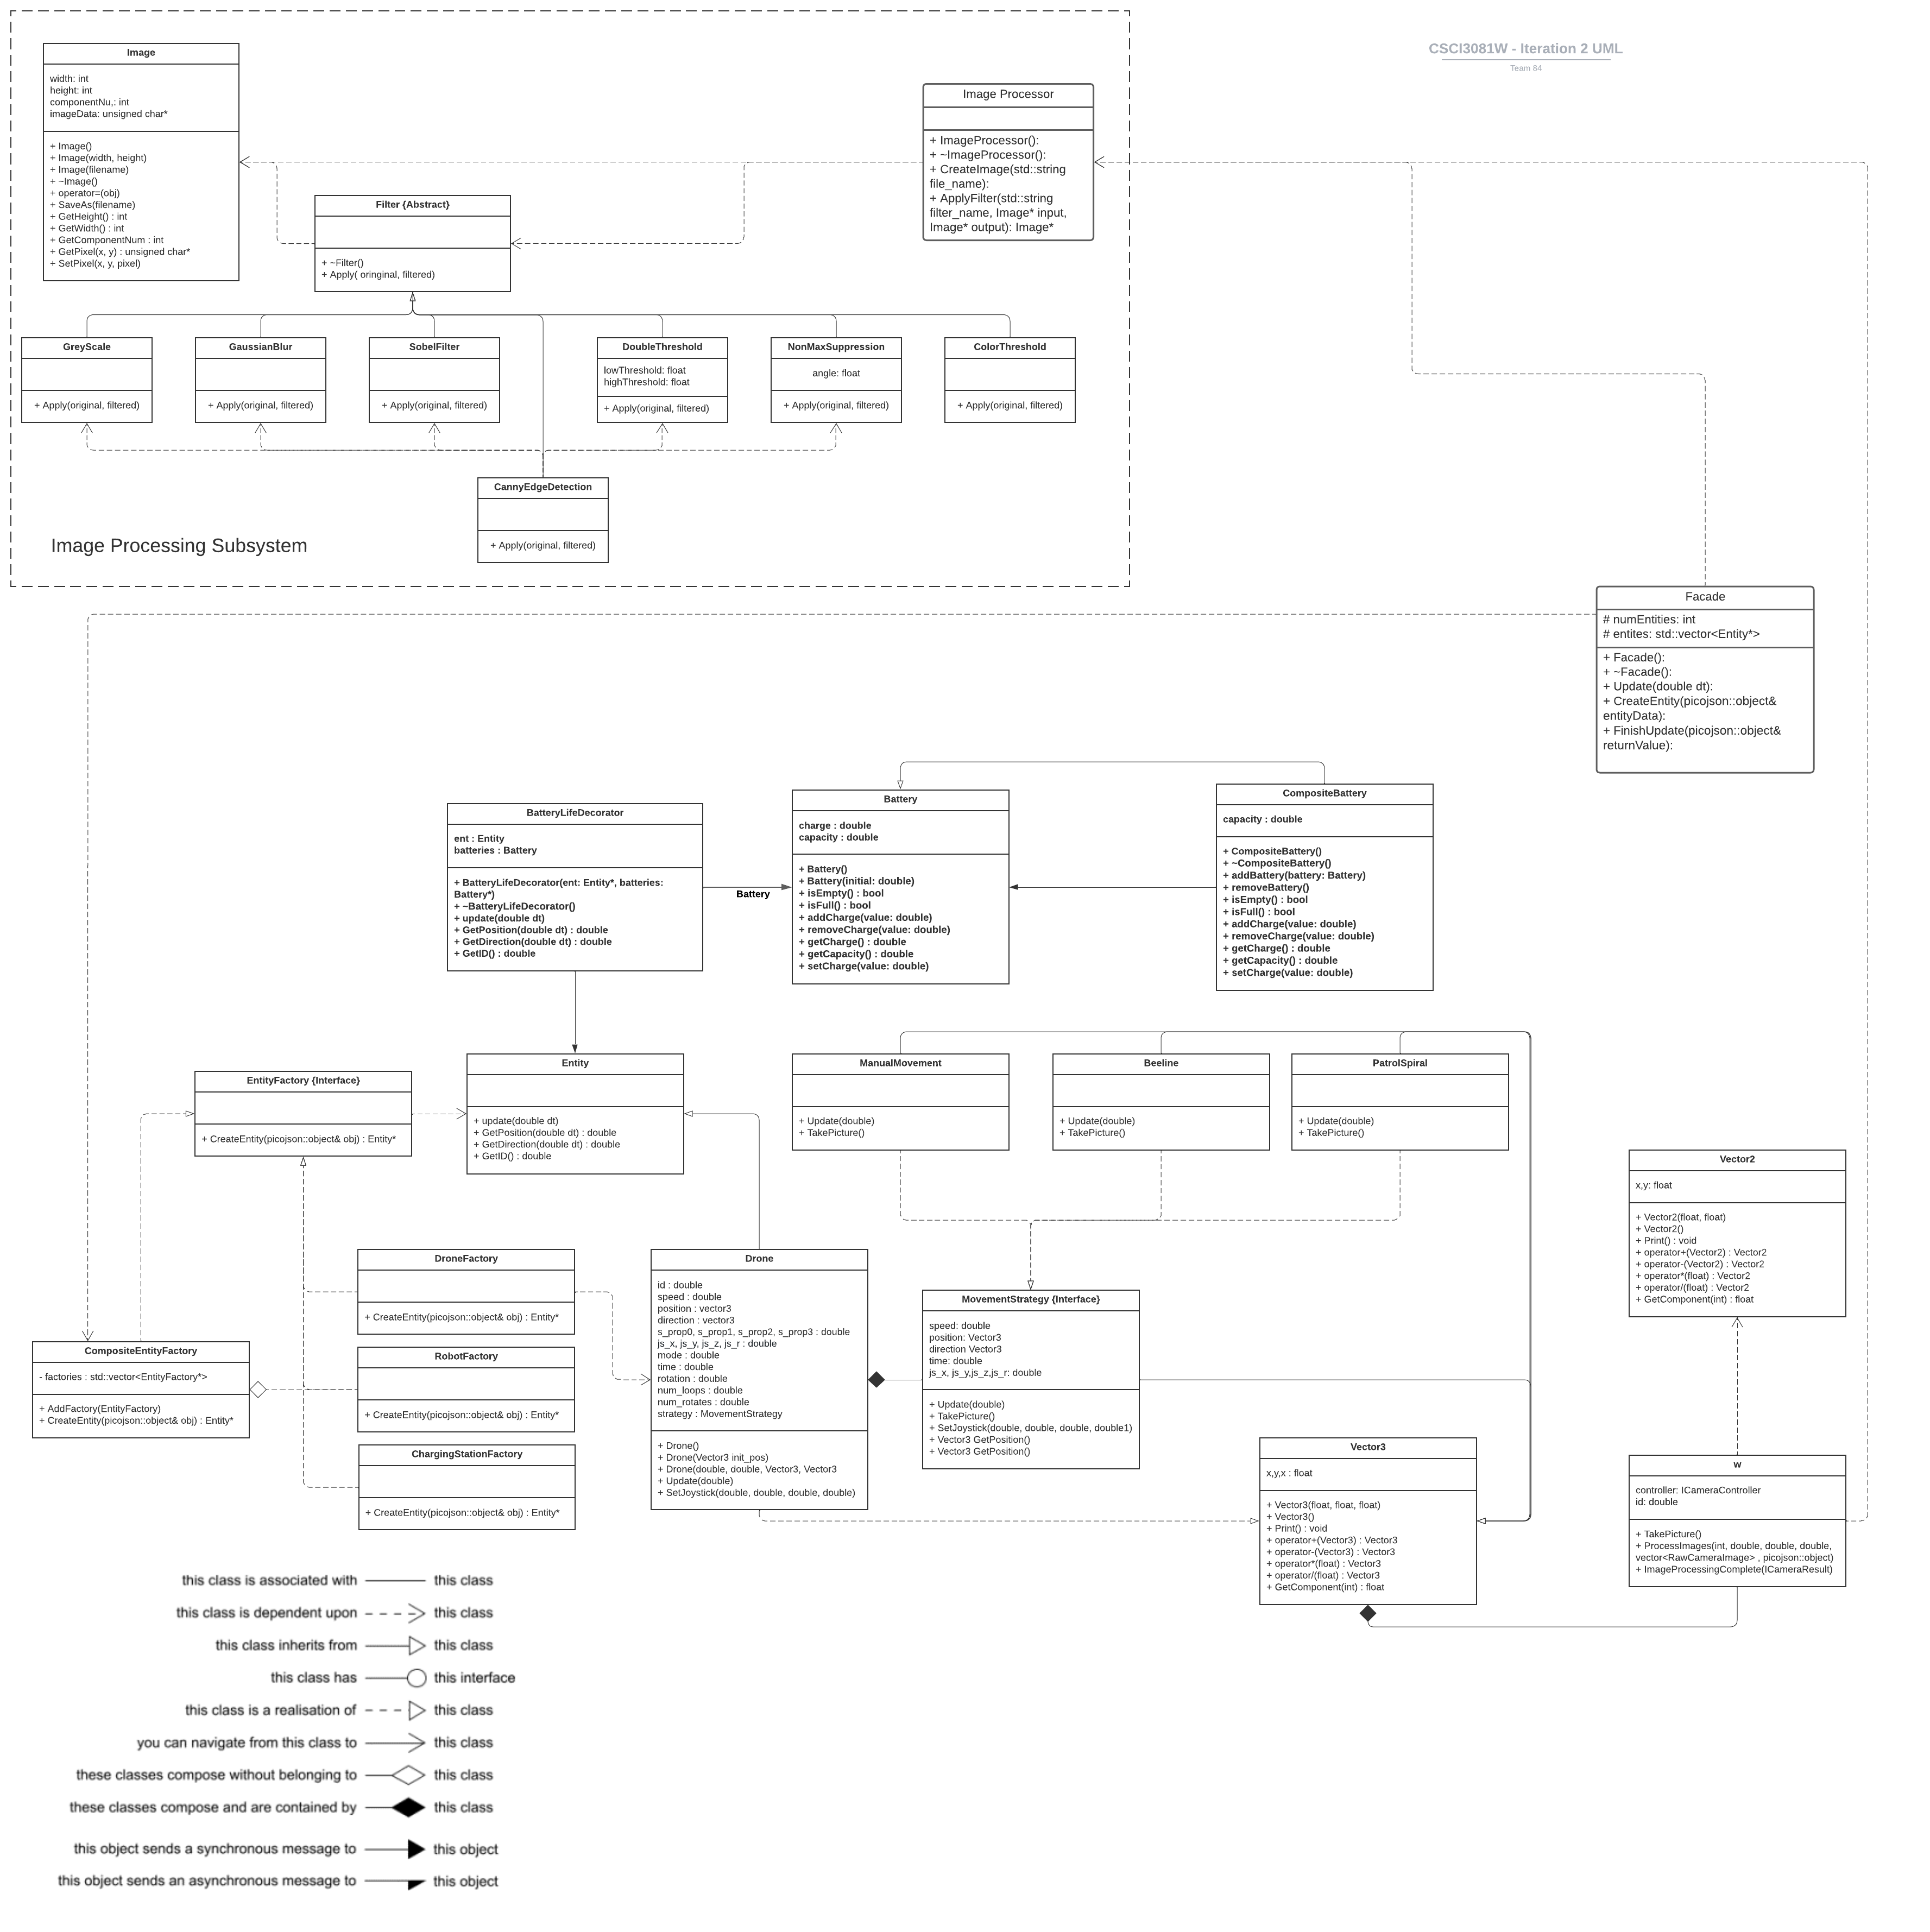 CSCI3081W - Iteration 2 UML
Team 84
Image
width: int
height: int
componentNu,: int
imageData: unsigned char*
+ Image()
+ Image(width, height)
+ Image(filename)
+ ~Image()
+ operator=(obj)
+ SaveAs(filename)
+ GetHeight() : int
+ GetWidth() : int
+ GetComponentNum : int
+ GetPixel(x, y) : unsigned char*
+ SetPixel(x, y, pixel)
Image Processor
+ ImageProcessor():
+ ~ImageProcessor():
+ CreateImage(std::string
file_name):
+ ApplyFilter(std::string
filter_name, Image* input,
Image* output): Image*
Filter {Abstract}
+ ~Filter()
+ Apply( oringinal, filtered)
GreyScale
+ Apply(original, filtered)
GaussianBlur
+ Apply(original, filtered)
SobelFilter
+ Apply(original, filtered)
DoubleThreshold
lowThreshold: float
highThreshold: float
+ Apply(original, filtered)
NonMaxSuppression
angle: float
+ Apply(original, filtered)
ColorThreshold
+ Apply(original, filtered)
CannyEdgeDetection
+ Apply(original, filtered)
Image Processing Subsystem
Facade
# numEntities: int
# entites: std::vector<Entity*>
+ Facade():
+ ~Facade():
+ Update(double dt):
+ CreateEntity(picojson::object&
entityData):
+ FinishUpdate(picojson::object&
returnValue):
BatteryLifeDecorator
ent : Entity
batteries : Battery
+ BatteryLifeDecorator(ent: Entity*, batteries:
Battery*)
+ ~BatteryLifeDecorator()
+ update(double dt)
+ GetPosition(double dt) : double
+ GetDirection(double dt) : double
+ GetID() : double
Battery
Battery
charge : double
capacity : double
+ Battery()
+ Battery(initial: double)
+ isEmpty() : bool
+ isFull() : bool
+ addCharge(value: double)
+ removeCharge(value: double)
+ getCharge() : double
+ getCapacity() : double
+ setCharge(value: double)
CompositeBattery
capacity : double
+ CompositeBattery()
+ ~CompositeBattery()
+ addBattery(battery: Battery)
+ removeBattery()
+ isEmpty() : bool
+ isFull() : bool
+ addCharge(value: double)
+ removeCharge(value: double)
+ getCharge() : double
+ getCapacity() : double
+ setCharge(value: double)
EntityFactory {Interface}
+ CreateEntity(picojson::object& obj) : Entity*
Entity
+ update(double dt)
+ GetPosition(double dt) : double
+ GetDirection(double dt) : double
+ GetID() : double
ManualMovement
+ Update(double)
+ TakePicture()
Beeline
+ Update(double)
+ TakePicture()
PatrolSpiral
+ Update(double)
+ TakePicture()
Vector2
x,y: float
+ Vector2(float, float)
+ Vector2()
+ Print() : void
+ operator+(Vector2) : Vector2
+ operator-(Vector2) : Vector2
+ operator*(float) : Vector2
+ operator/(float) : Vector2
+ GetComponent(int) : float
CompositeEntityFactory
- factories : std::vector<EntityFactory*>
+ AddFactory(EntityFactory)
+ CreateEntity(picojson::object& obj) : Entity*
DroneFactory
+ CreateEntity(picojson::object& obj) : Entity*
RobotFactory
+ CreateEntity(picojson::object& obj) : Entity*
ChargingStationFactory
+ CreateEntity(picojson::object& obj) : Entity*
Drone
id : double
speed : double
position : vector3
direction : vector3
s_prop0, s_prop1, s_prop2, s_prop3 : double
js_x, js_y, js_z, js_r : double
mode : double
time : double
rotation : double
num_loops : double
num_rotates : double
strategy : MovementStrategy
+ Drone()
+ Drone(Vector3 init_pos)
+ Drone(double, double, Vector3, Vector3
+ Update(double)
+ SetJoystick(double, double, double, double)
MovementStrategy {Interface}
speed: double
position: Vector3
direction Vector3
time: double
js_x, js_y,js_z,js_r: double
+ Update(double)
+ TakePicture()
+ SetJoystick(double, double, double, double1)
+ Vector3 GetPosition()
+ Vector3 GetPosition()
Vector3
x,y,x : float
+ Vector3(float, float, float)
+ Vector3()
+ Print() : void
+ operator+(Vector3) : Vector3
+ operator-(Vector3) : Vector3
+ operator*(float) : Vector3
+ operator/(float) : Vector3
+ GetComponent(int) : float
w
controller: ICameraController
id: double
+ TakePicture()
+ ProcessImages(int, double, double, double,
vector<RawCameraImage> , picojson::object)
+ ImageProcessingComplete(ICameraResult)
this class is associated with this class
this class is dependent upon this class
this class inherits from this class
this class has this interface
this class is a realisation of this class
you can navigate from this class to this class
these classes compose without belonging to this class
these classes compose and are contained by this class
this object sends a synchronous message to this object
this object sends an asynchronous message to this object